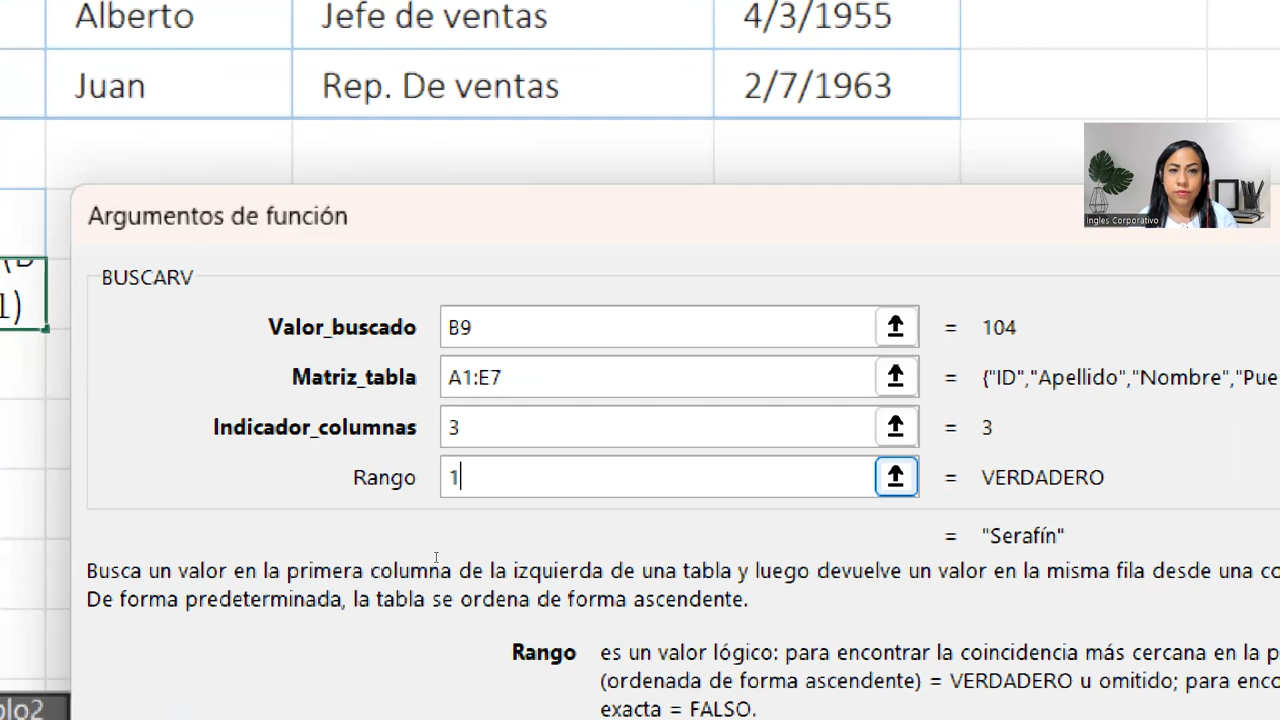 Alberto Jefe de ventas 4/3/1955
Juan Rep. De ventas 2/7/1963
Ingles Corporativo
Argumentos de función
1)
BUSCARV
Valor_buscado B9 = 104
Matriz_tabla A1:E7 = {"ID","Apellido","Nombre","Pue
Indicador_columnas 3 = 3
Rango 1 = VERDADERO
= "Serafín"
Busca un valor en la primera columna de la izquierda de una tabla y luego devuelve un valor en la misma fila desde una co
De forma predeterminada, la tabla se ordena de forma ascendente.
Rango es un valor lógico: para encontrar la coincidencia más cercana en la p
(ordenada de forma ascendente) = VERDADERO u omitido; para enco
exacta = FALSO.